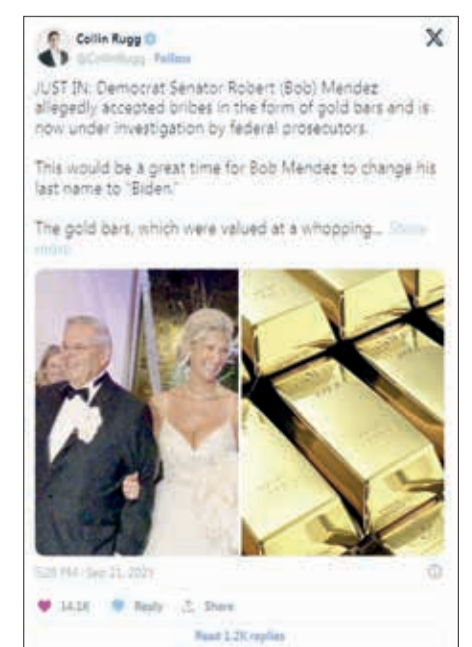 Collin Rugg
@CollinRugg · Follow
JUST IN: Democrat Senator Robert (Bob) Mendez
allegedly accepted bribes in the form of gold bars and is
now under investigation by federal prosecutors.
This would be a great time for Bob Mendez to change his
last name to "Biden."
The gold bars, which were valued at a whopping... Show
more
5:26 PM · Sep 21, 2023
14.1K Reply Share
Read 1.2K replies